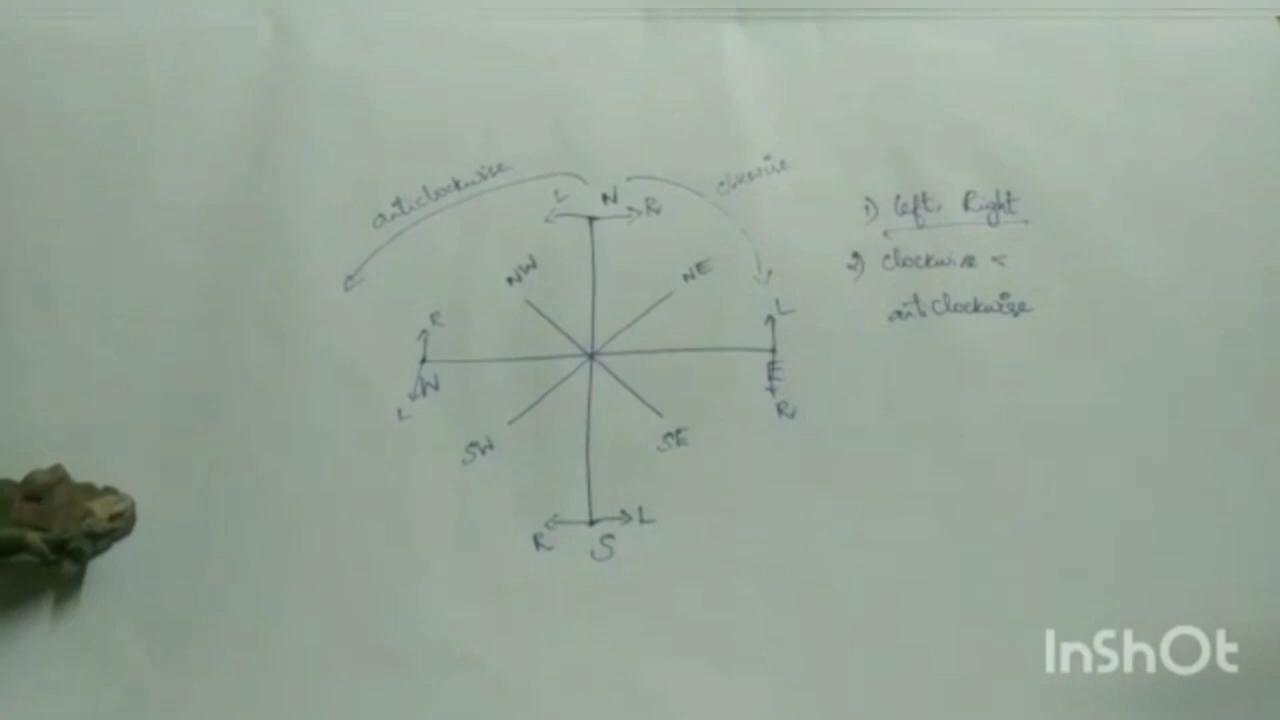 anticlockwise
clockwise
L N R
NW NE
R L
W E
L R
SW SE
R L
S
1) Left, Right
2) Clockwise &
anticlockwise
InShOt